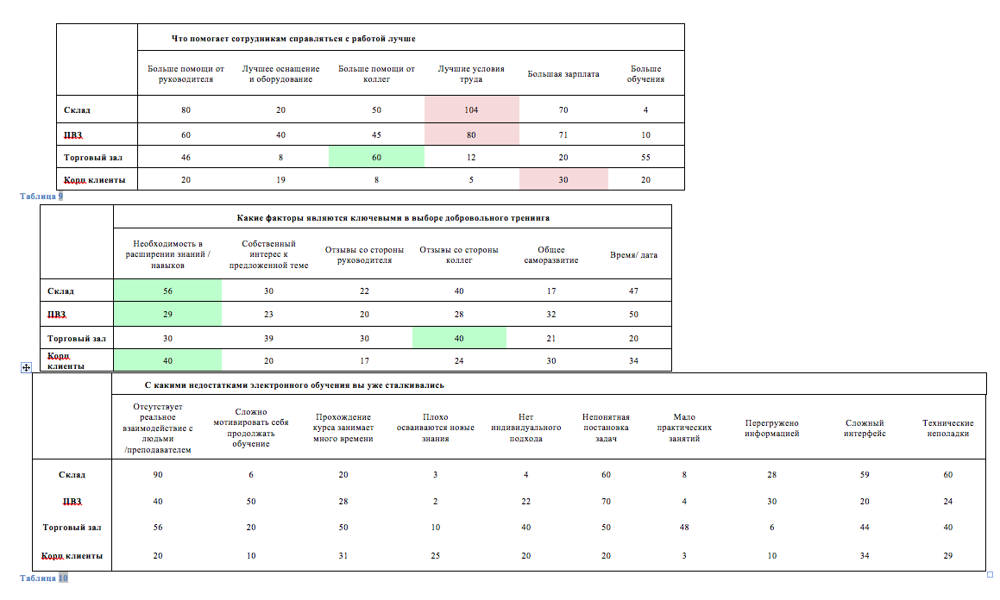 Что помогает сотрудникам справляться с работой лучше
Больше помощи от руководителя Лучшее оснащение и оборудование Больше помощи от коллег Лучшие условия труда Большая зарплата Больше обучения
Склад 80 20 50 104 70 4
ПВЗ 60 40 45 80 71 10
Торговый зал 46 8 60 12 20 55
Корп клиенты 20 19 8 5 30 20
Таблица 9
Какие факторы являются ключевыми в выборе добровольного тренинга
Необходимость в расширении знаний / навыков Собственный интерес к предложенной теме Отзывы со стороны руководителя Отзывы со стороны коллег Общее саморазвитие Время/ дата
Склад 56 30 22 40 17 47
ПВЗ 29 23 20 28 32 50
Торговый зал 30 39 30 40 21 20
Корп клиенты 40 20 17 24 30 34
С какими недостатками электронного обучения вы уже сталкивались
Отсутствует реальное взаимодействие с людьми /преподавателем Сложно мотивировать себя продолжать обучение Прохождение курса занимает много времени Плохо осваиваются новые знания Нет индивидуального подхода Непонятная постановка задач Мало практических занятий Перегружено информацией Сложный интерфейс Технические неполадки
Склад 90 6 20 3 4 60 8 28 59 60
ПВЗ 40 50 28 2 22 70 4 30 20 24
Торговый зал 56 20 50 10 40 50 48 6 44 40
Корп клиенты 20 10 31 25 20 20 3 10 34 29
Таблица 10